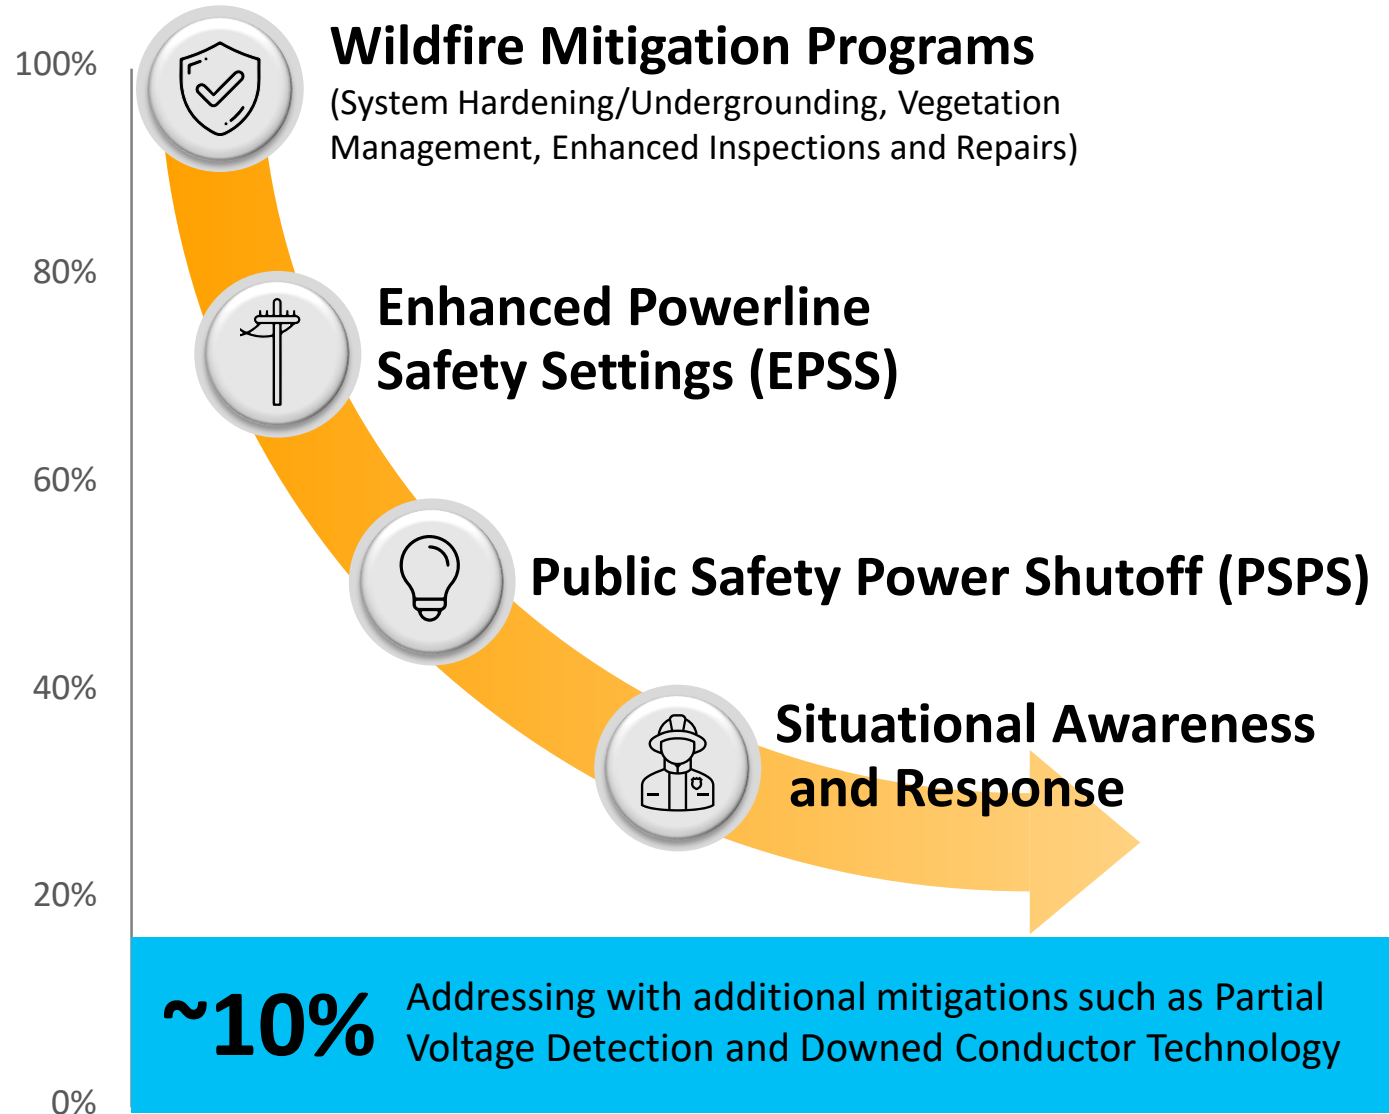 100%
Wildfire Mitigation Programs
(System Hardening/Undergrounding, Vegetation
Management, Enhanced Inspections and Repairs)
80%
Enhanced Powerline
Safety Settings (EPSS)
60%
Public Safety Power Shutoff (PSPS)
40%
Situational Awareness
and Response
20%
~10%
Addressing with additional mitigations such as Partial
Voltage Detection and Downed Conductor Technology
0%